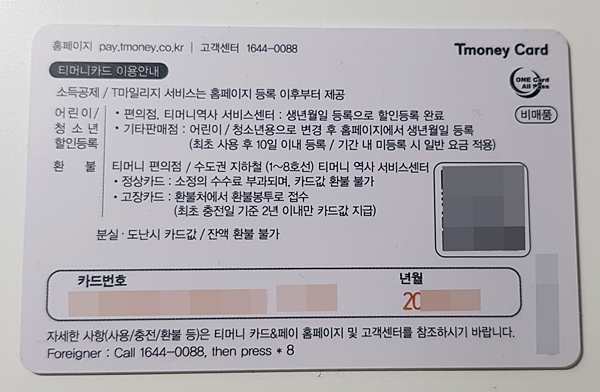 홈페이지 pay.tmoney.co.kr | 고객센터 1644-0088
Tmoney Card
티머니카드 이용안내
ONE Card All Pass
소득공제 / T마일리지 서비스는 홈페이지 등록 이후부터 제공
비매품
어린이/ • 편의점, 티머니역사 서비스센터 : 생년월일 등록으로 할인등록 완료
청소년 • 기타판매점 : 어린이 / 청소년용으로 변경 후 홈페이지에서 생년월일 등록
할인등록 (최초 사용 후 10일 이내 등록 / 기간 내 미등록 시 일반 요금 적용)
환 불 티머니 편의점 / 수도권 지하철 (1~8호선) 티머니 역사 서비스센터
• 정상카드 : 소정의 수수료 부과되며, 카드값 환불 불가
• 고장카드 : 환불처에서 환불봉투로 접수
(최초 충전일 기준 2년 이내만 카드값 지급)
분실 · 도난시 카드값 / 잔액 환불 불가
카드번호 년월
20
자세한 사항(사용/충전/환불 등)은 티머니 카드&페이 홈페이지 및 고객센터를 참조하시기 바랍니다.
Foreigner : Call 1644-0088, then press * 8